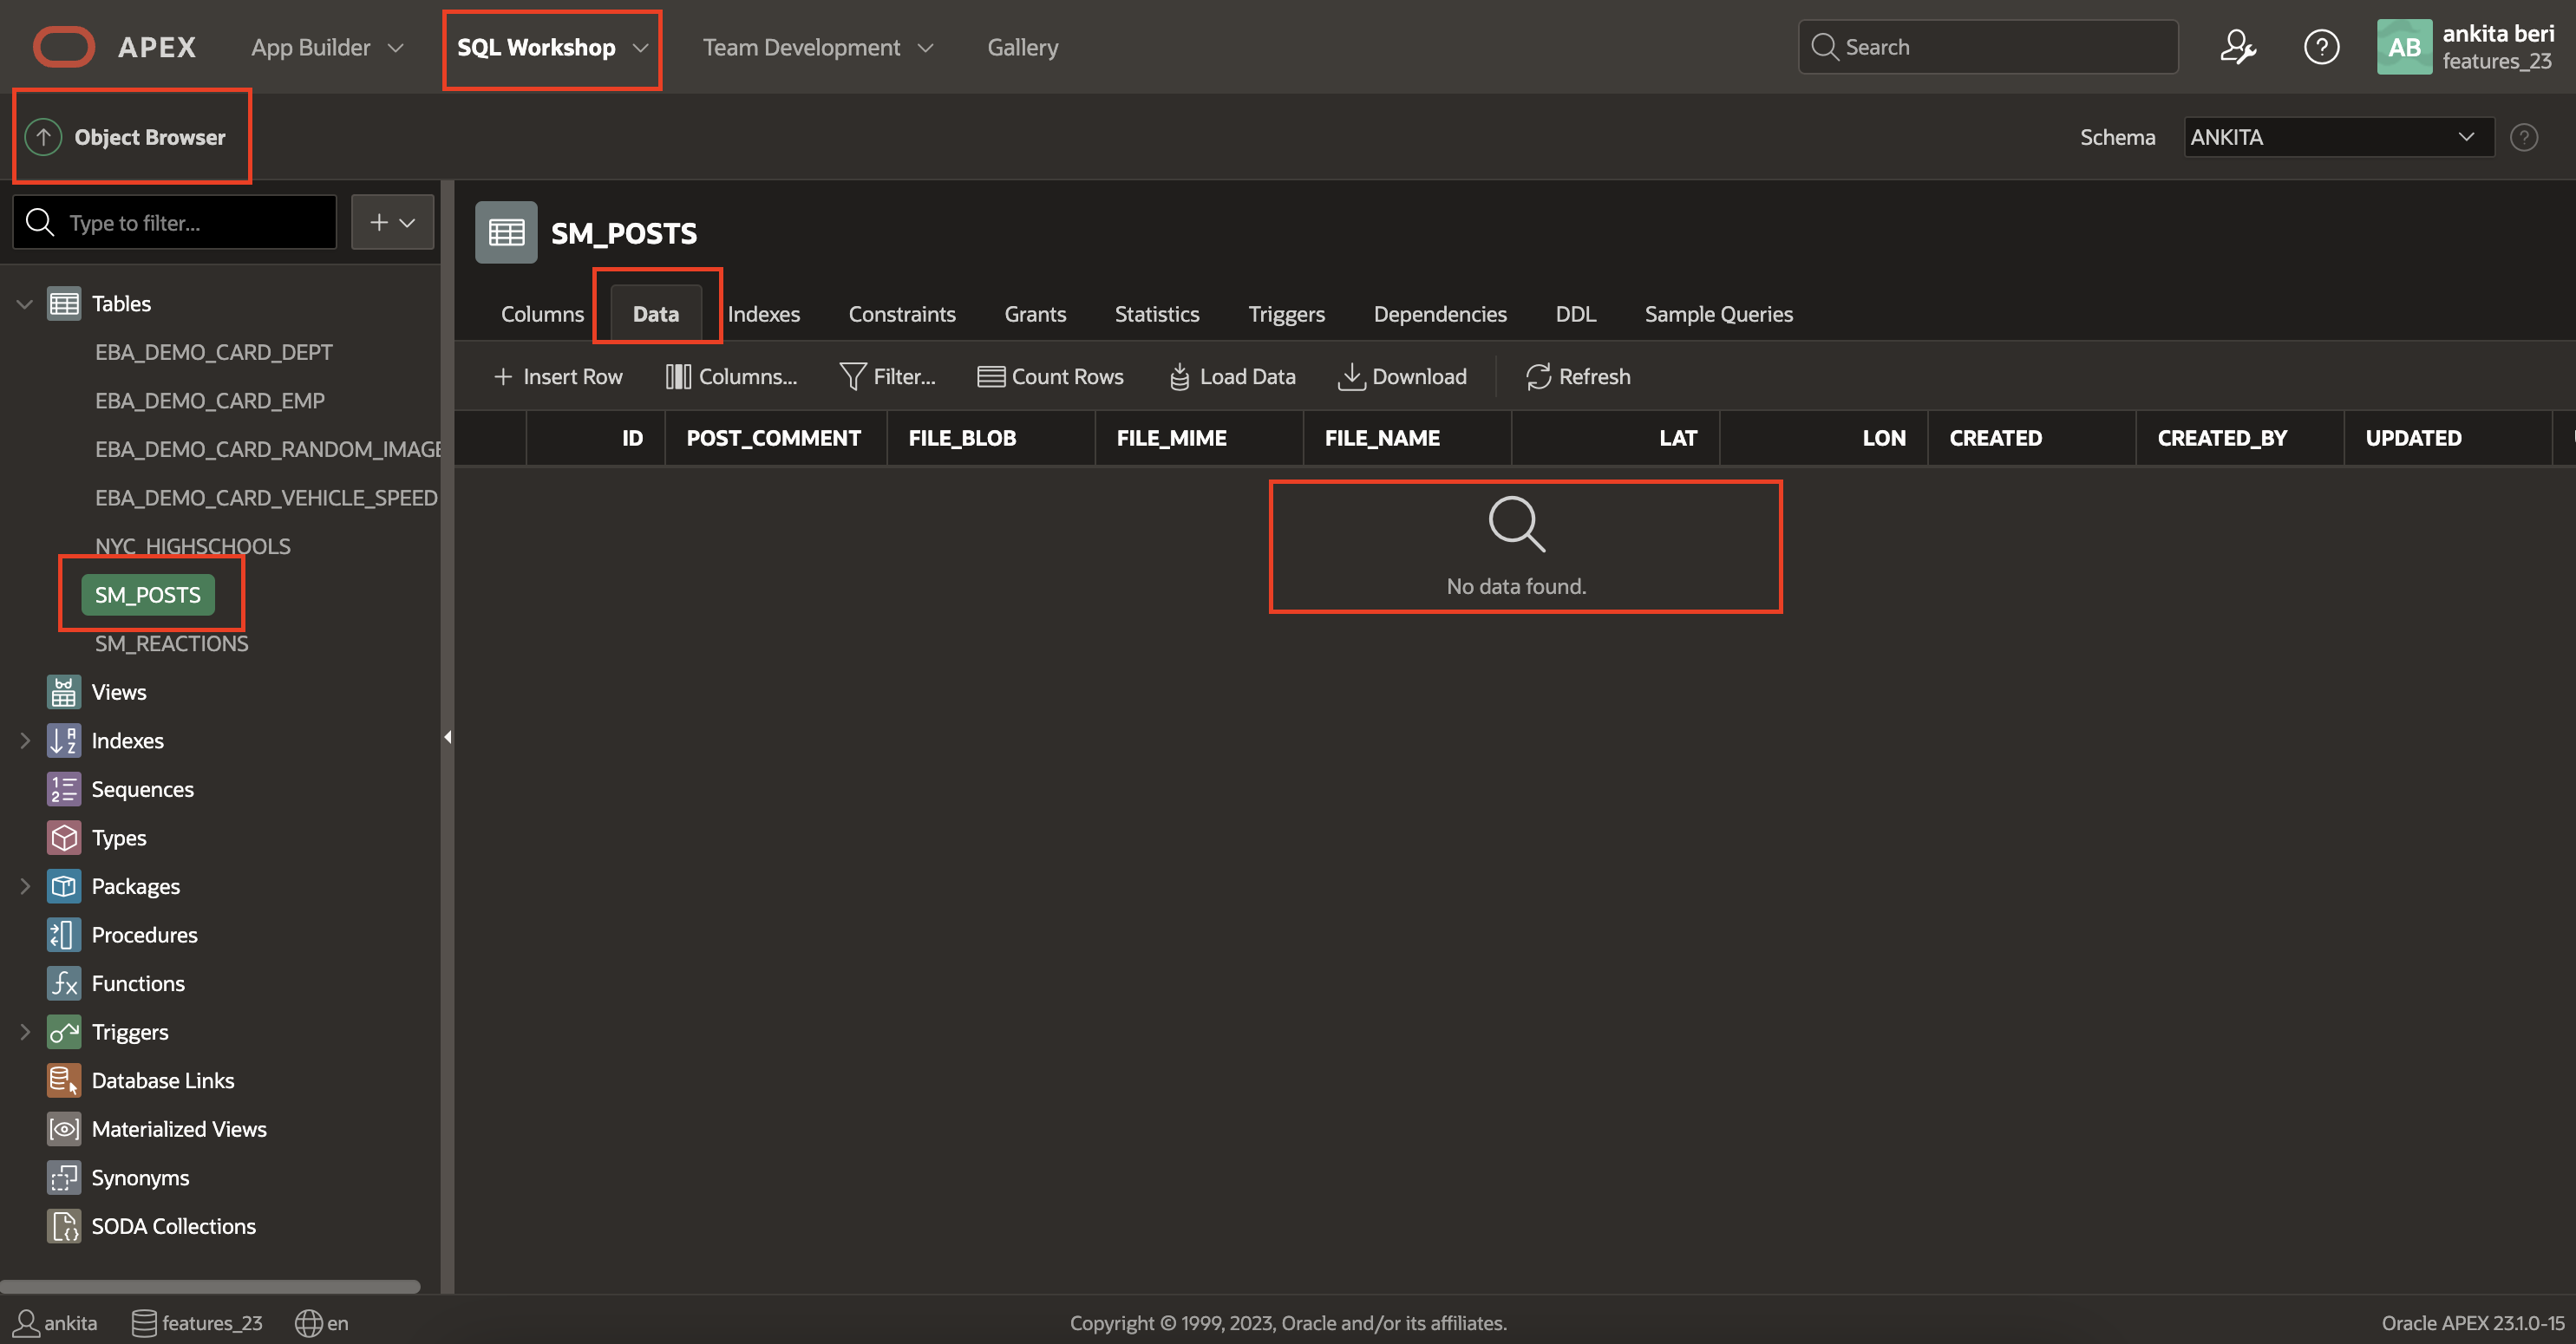 APEX App Builder SQL Workshop Team Development Gallery Search AB ankita beri
features_23
Object Browser Schema ANKITA
Type to filter...
SM_POSTS
Columns Data Indexes Constraints Grants Statistics Triggers Dependencies DDL Sample Queries
Insert Row Columns... Filter... Count Rows Load Data Download Refresh
ID POST_COMMENT FILE_BLOB FILE_MIME FILE_NAME LAT LON CREATED CREATED_BY UPDATED
No data found.
Tables
EBA_DEMO_CARD_DEPT
EBA_DEMO_CARD_EMP
EBA_DEMO_CARD_RANDOM_IMAGE
EBA_DEMO_CARD_VEHICLE_SPEED
NYC_HIGHSCHOOLS
SM_POSTS
SM_REACTIONS
Views
Indexes
Sequences
Types
Packages
Procedures
Functions
Triggers
Database Links
Materialized Views
Synonyms
SODA Collections
ankita features_23 en Copyright © 1999, 2023, Oracle and/or its affiliates. Oracle APEX 23.1.0-15